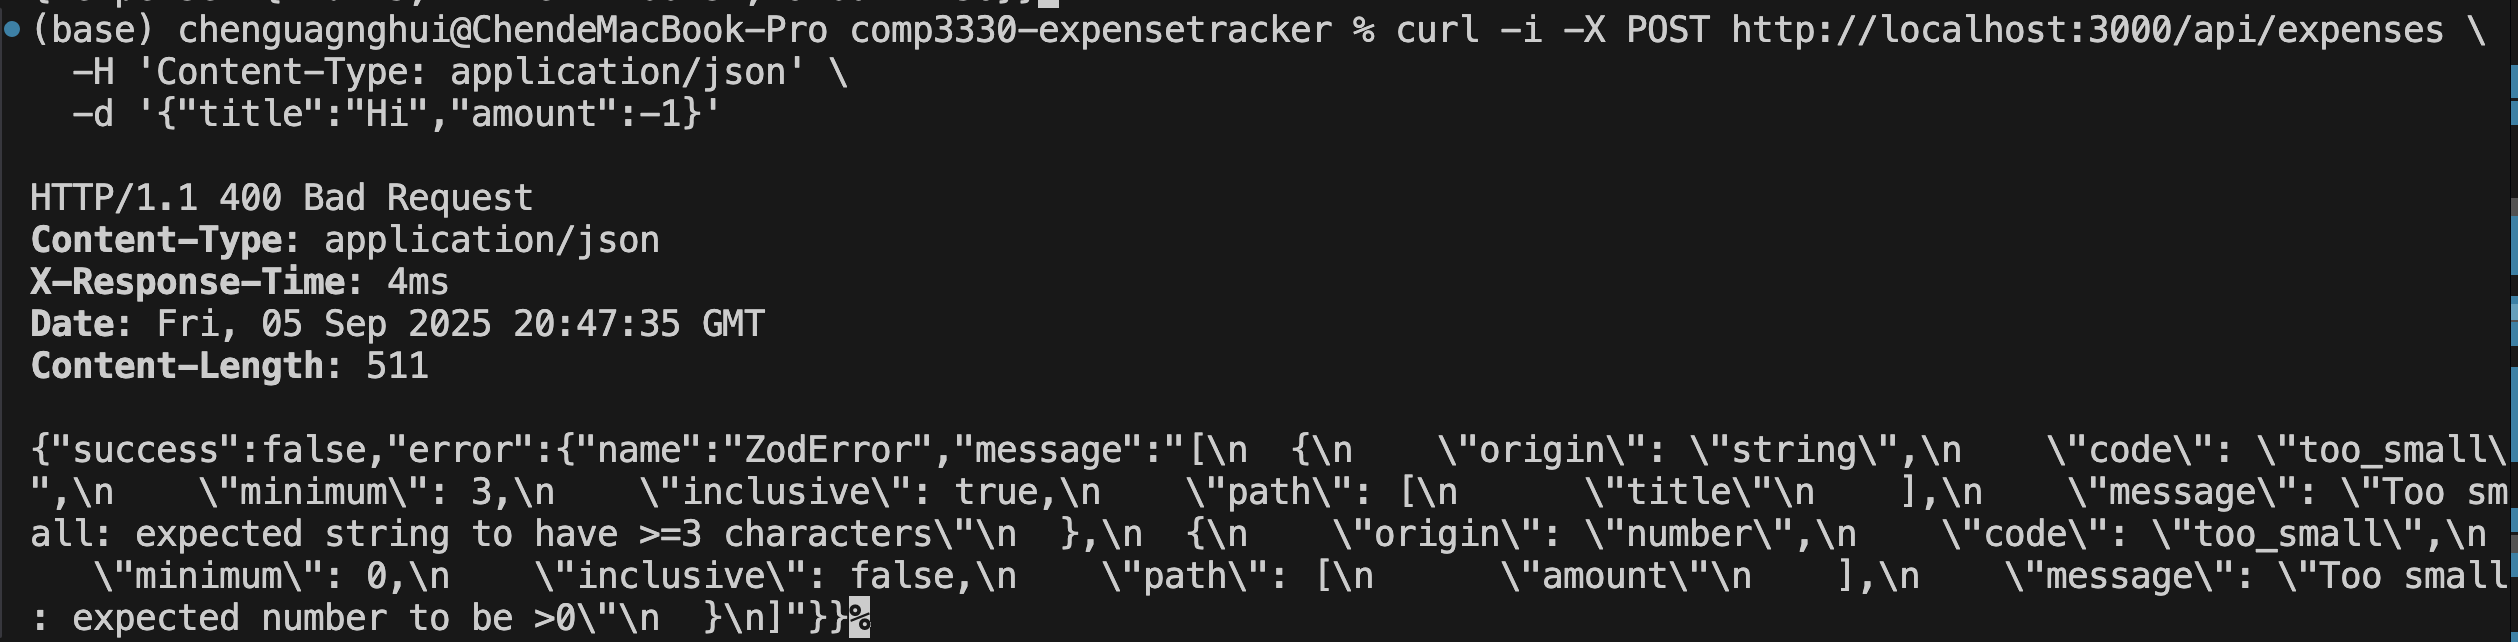 (base) chenguagnghui@ChendeMacBook-Pro comp3330-expensetracker % curl -i -X POST http://localhost:3000/api/expenses \
  -H 'Content-Type: application/json' \
  -d '{"title":"Hi","amount":-1}'

HTTP/1.1 400 Bad Request
Content-Type: application/json
X-Response-Time: 4ms
Date: Fri, 05 Sep 2025 20:47:35 GMT
Content-Length: 511

{"success":false,"error":{"name":"ZodError","message":"[\n  {\n    \"origin\": \"string\",\n    \"code\": \"too_small\
",\n    \"minimum\": 3,\n    \"inclusive\": true,\n    \"path\": [\n      \"title\"\n    ],\n    \"message\": \"Too sm
all: expected string to have >=3 characters\"\n  },\n  {\n    \"origin\": \"number\",\n    \"code\": \"too_small\",\n
   \"minimum\": 0,\n    \"inclusive\": false,\n    \"path\": [\n      \"amount\"\n    ],\n    \"message\": \"Too small
: expected number to be >0\"\n  }\n]"}}%